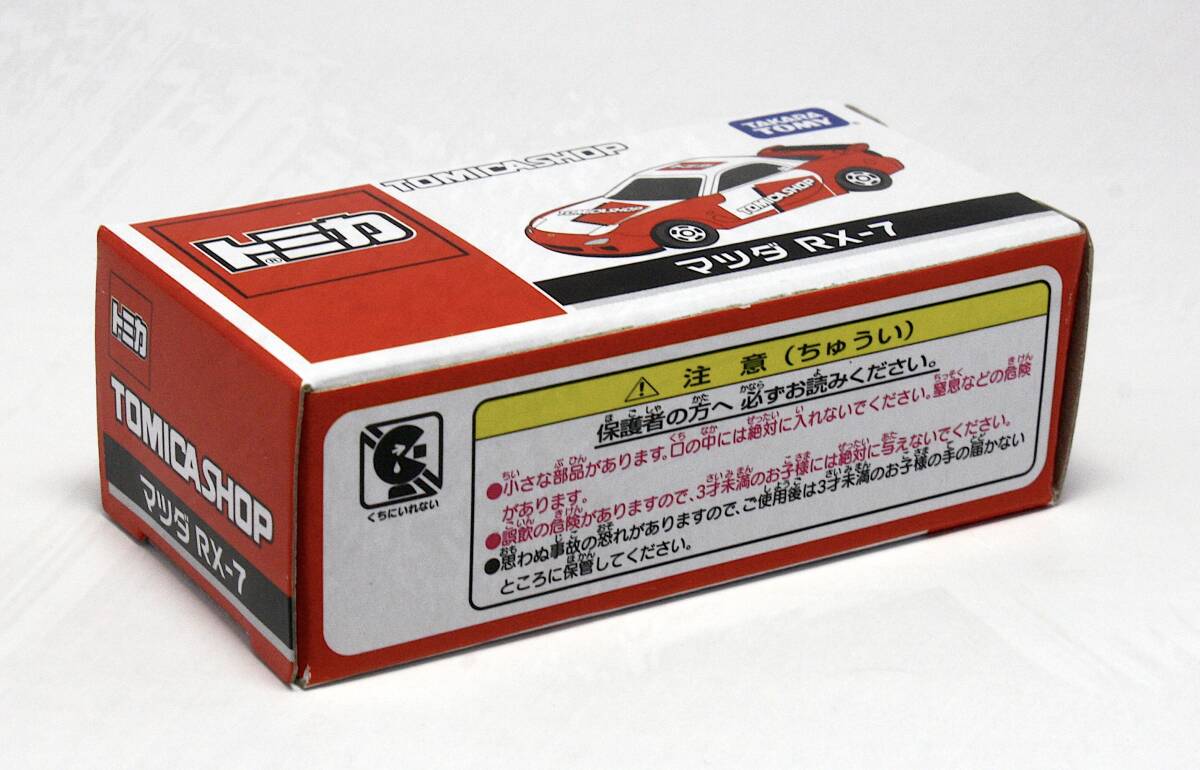 TOMICASHOP
TAKARA
TOMY
トミカ
TOMICASHOP
TOMICASHOP
マツダ RX-7
トミカ
TOMICASHOP
マツダ RX-7
くちにいれない
注意(ちゅうい)
保護者の方へ 必ずお読みください。
●小さな部品があります。口の中には絶対に入れないでください。窒息などの危険
があります。
●誤飲の危険がありますので、3才未満のお子様には絶対に与えないでください。
●思わぬ事故の恐れがありますので、ご使用後は3才未満のお子様の手の届かない
ところに保管してください。